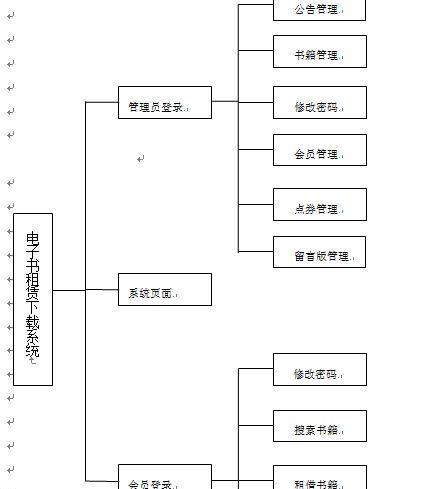 公告管理
书籍管理
管理员登录
修改密码
会员管理
点券管理
电子书租赁下载系统
留言版管理
系统页面
修改密码
搜素书籍
会员登录
租借书籍